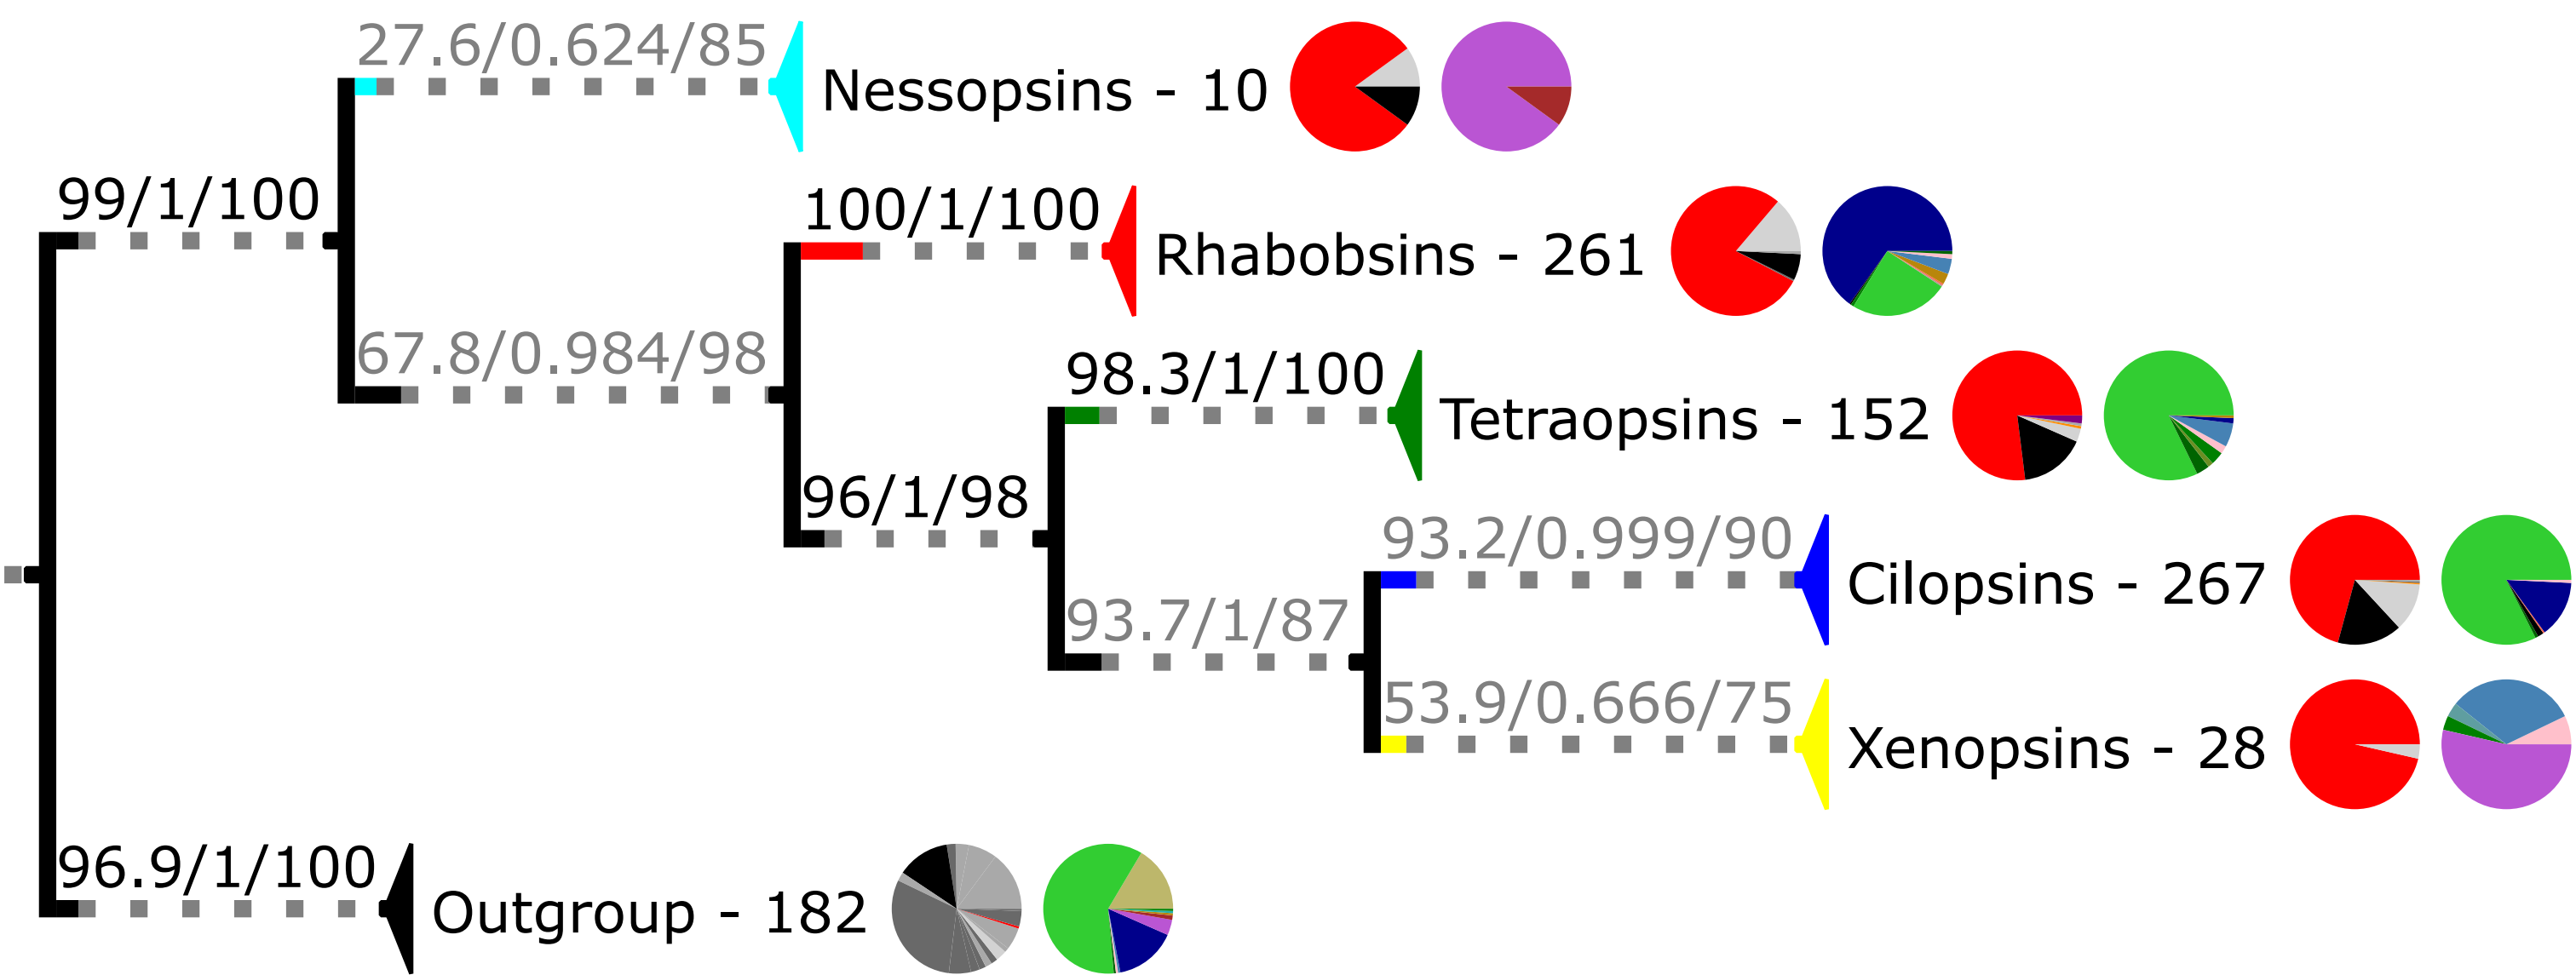 27.6/0.624/85
Nessopsins - 10
99/1/100
100/1/100
Rhabobsins - 261
67.8/0.984/98
98.3/1/100
Tetraopsins - 152
96/1/98
93.2/0.999/90
Cilopsins - 267
93.7/1/87
53.9/0.666/75
Xenopsins - 28
96.9/1/100
Outgroup - 182